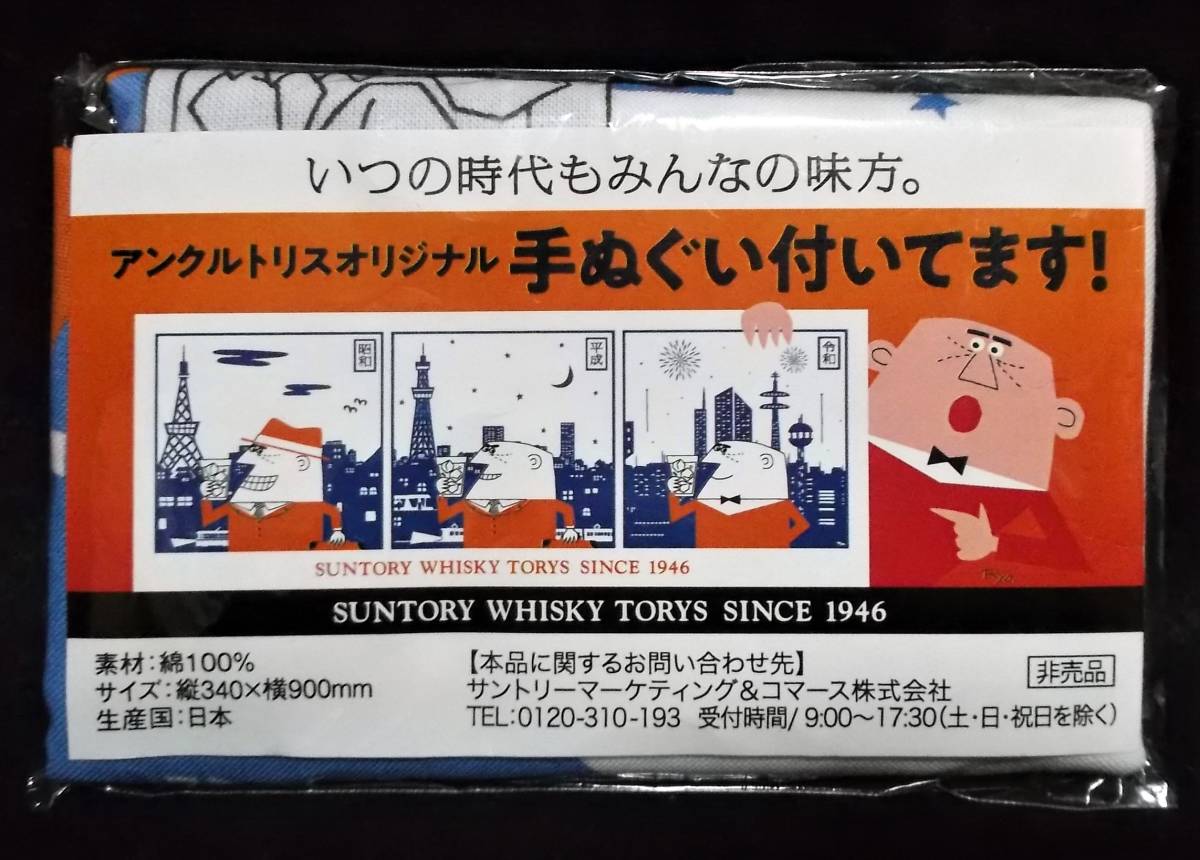 いつの時代もみんなの味方。
アンクルトリスオリジナル 手ぬぐい付いてます!
昭和
平成
令和
SUNTORY WHISKY TORYS SINCE 1946
SUNTORY WHISKY TORYS SINCE 1946
素材:綿100%
サイズ:縦340×横900mm
生産国:日本
【本品に関するお問い合わせ先】
サントリーマーケティング&コマース株式会社
TEL:0120-310-193 受付時間/9:00〜17:30(土・日・祝日を除く)
非売品